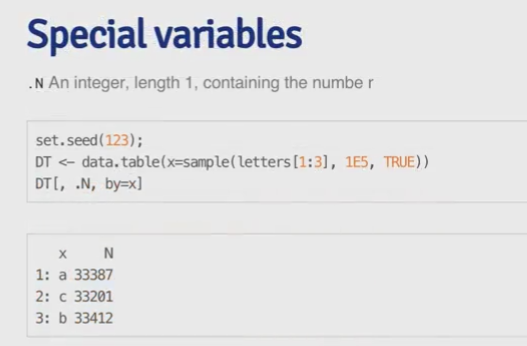 Special variables
.N An integer, length 1, containing the numbe r
set.seed(123);
DT <- data.table(x=sample(letters[1:3], 1E5, TRUE))
DT[, .N, by=x]
x N
1: a 33387
2: c 33201
3: b 33412